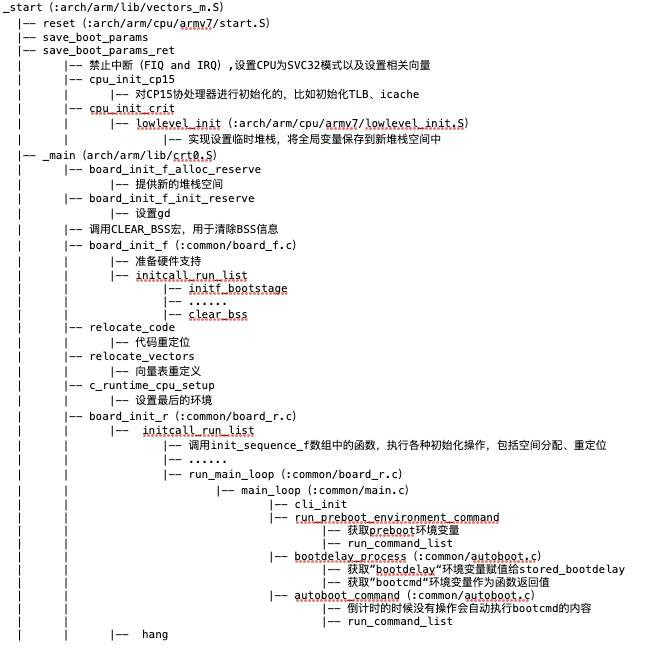 _start (:arch/arm/lib/vectors_m.S)
|-- reset (:arch/arm/cpu/armv7/start.S)
|-- save_boot_params
|-- save_boot_params_ret
| |-- 禁止中断（FIQ and IRQ）,设置CPU为SVC32模式以及设置相关向量
| |-- cpu_init_cp15
| | |-- 对CP15协处理器进行初始化的，比如初始化TLB、icache
| |-- cpu_init_crit
| | |-- lowlevel_init (:arch/arm/cpu/armv7/lowlevel_init.S)
| | |-- 实现设置临时堆栈，将全局变量保存到新堆栈空间中
|-- _main (arch/arm/lib/crt0.S)
| |-- board_init_f_alloc_reserve
| | |-- 提供新的堆栈空间
| |-- board_init_f_init_reserve
| | |-- 设置gd
| |-- 调用CLEAR_BSS宏，用于清除BSS信息
| |-- board_init_f (:common/board_f.c)
| | |-- 准备硬件支持
| | |-- initcall_run_list
| | |-- initf_bootstage
| | |-- ......
| | |-- clear_bss
| |-- relocate_code
| | |-- 代码重定位
| |-- relocate_vectors
| | |-- 向量表重定义
| |-- c_runtime_cpu_setup
| | |-- 设置最后的环境
| |-- board_init_r (:common/board_r.c)
| | |-- initcall_run_list
| | |-- 调用init_sequence_f数组中的函数，执行各种初始化操作，包括空间分配、重定位
| | |-- ......
| | |-- run_main_loop (:common/board_r.c)
| | |-- main_loop (:common/main.c)
| | |-- cli_init
| | |-- run_preboot_environment_command
| | |-- 获取preboot环境变量
| | |-- run_command_list
| | |-- bootdelay_process (:common/autoboot.c)
| | |-- 获取”bootdelay“环境变量赋值给stored_bootdelay
| | |-- 获取”bootcmd“环境变量作为函数返回值
| | |-- autoboot_command (:common/autoboot.c)
| | |-- 倒计时的时候没有操作会自动执行bootcmd的内容
| | |-- run_command_list
| | |-- hang